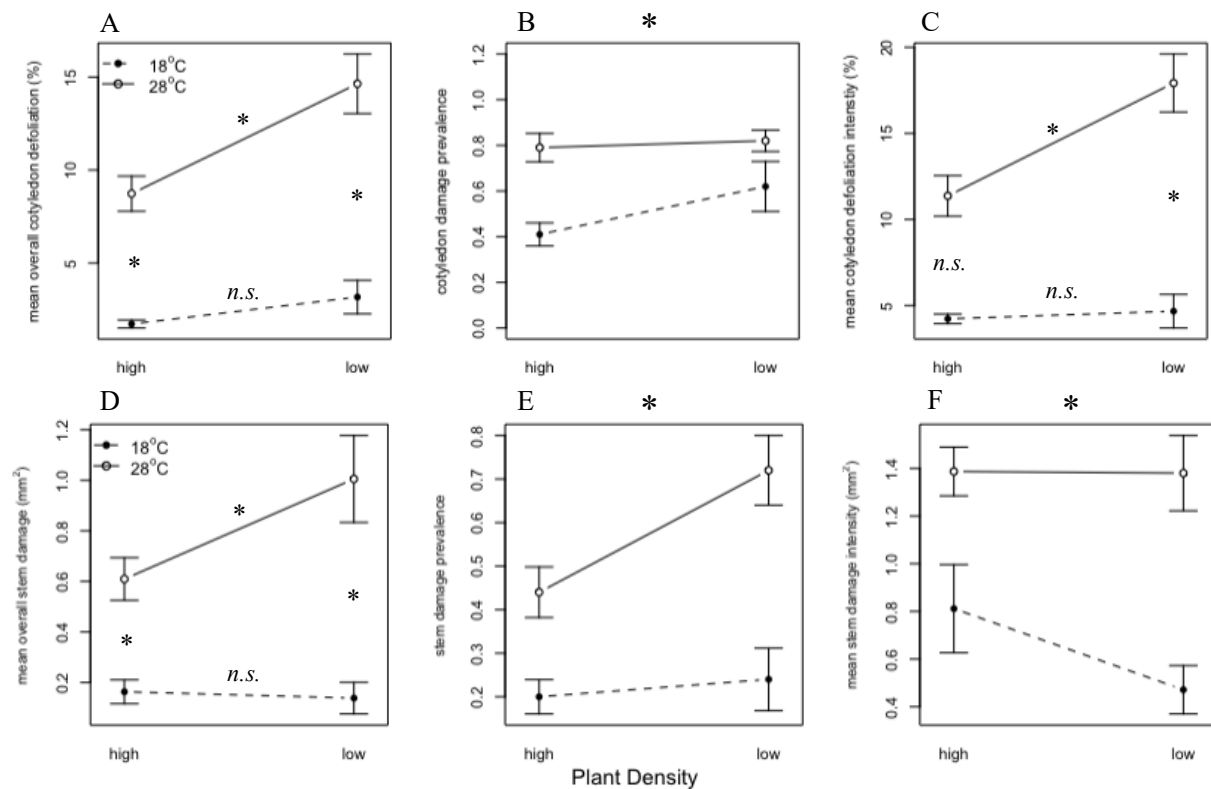 A
mean overall cotyledon defoliation (%)
18°C
28°C
15
10
5
*
*
*
n.s.
high
low
B
*
cotyledon damage prevalence
1.2
1.0
0.8
0.6
0.4
0.2
0.0
high
low
C
mean cotyledon defoliation intenstiy (%)
20
15
10
5
*
*
n.s.
n.s.
high
low
D
mean overall stem damage (mm²)
18°C
28°C
1.2
1.0
0.8
0.6
0.4
0.2
*
*
*
n.s.
high
low
E
*
stem damage prevalence
0.8
0.7
0.6
0.5
0.4
0.3
0.2
high
low
F
*
mean stem damage intensity (mm²)
1.4
1.2
1.0
0.8
0.6
0.4
high
low
Plant Density